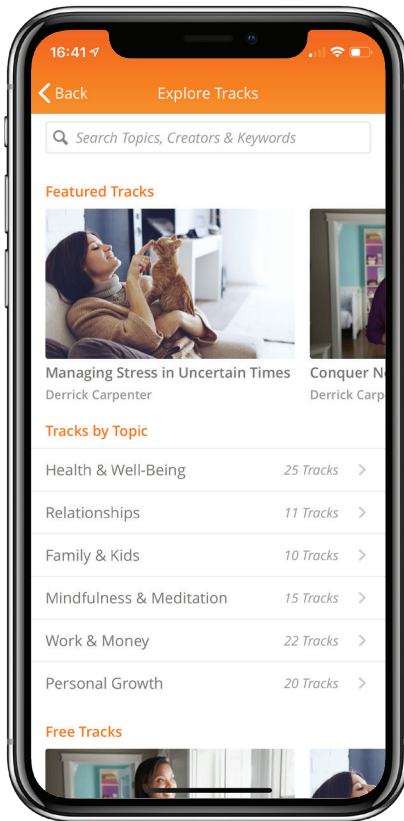 16:41
Back
Explore Tracks
Search Topics, Creators & Keywords
Featured Tracks
Managing Stress in Uncertain Times
Conquer
Derrick Carpenter
Derrick
Tracks by Topic
Health & Well-Being 25 Tracks
Relationships 11 Tracks
Family & Kids 10 Tracks
Mindfulness & Meditation 15 Tracks
Work & Money 22 Tracks
Personal Growth 20 Tracks
Free Tracks